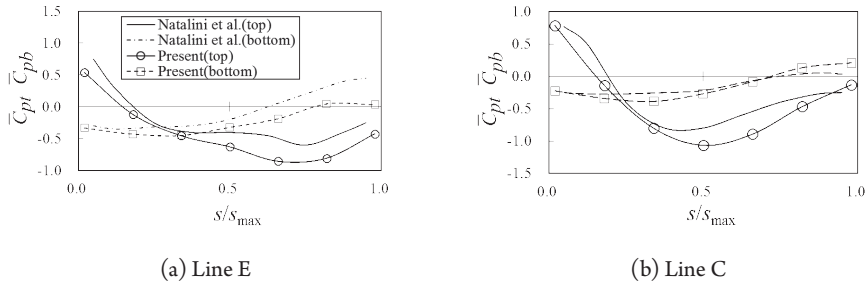 1.5
1.0
0.5
0.0
-0.5
-1.0
C̅pt C̅pb
Natalini et al.(top)
Natalini et al.(bottom)
Present(top)
Present(bottom)
0.0
0.5
1.0
s/smax
(a) Line E
1.0
0.5
0.0
-0.5
-1.0
-1.5
C̅pt C̅pb
0.0
0.5
1.0
s/smax
(b) Line C